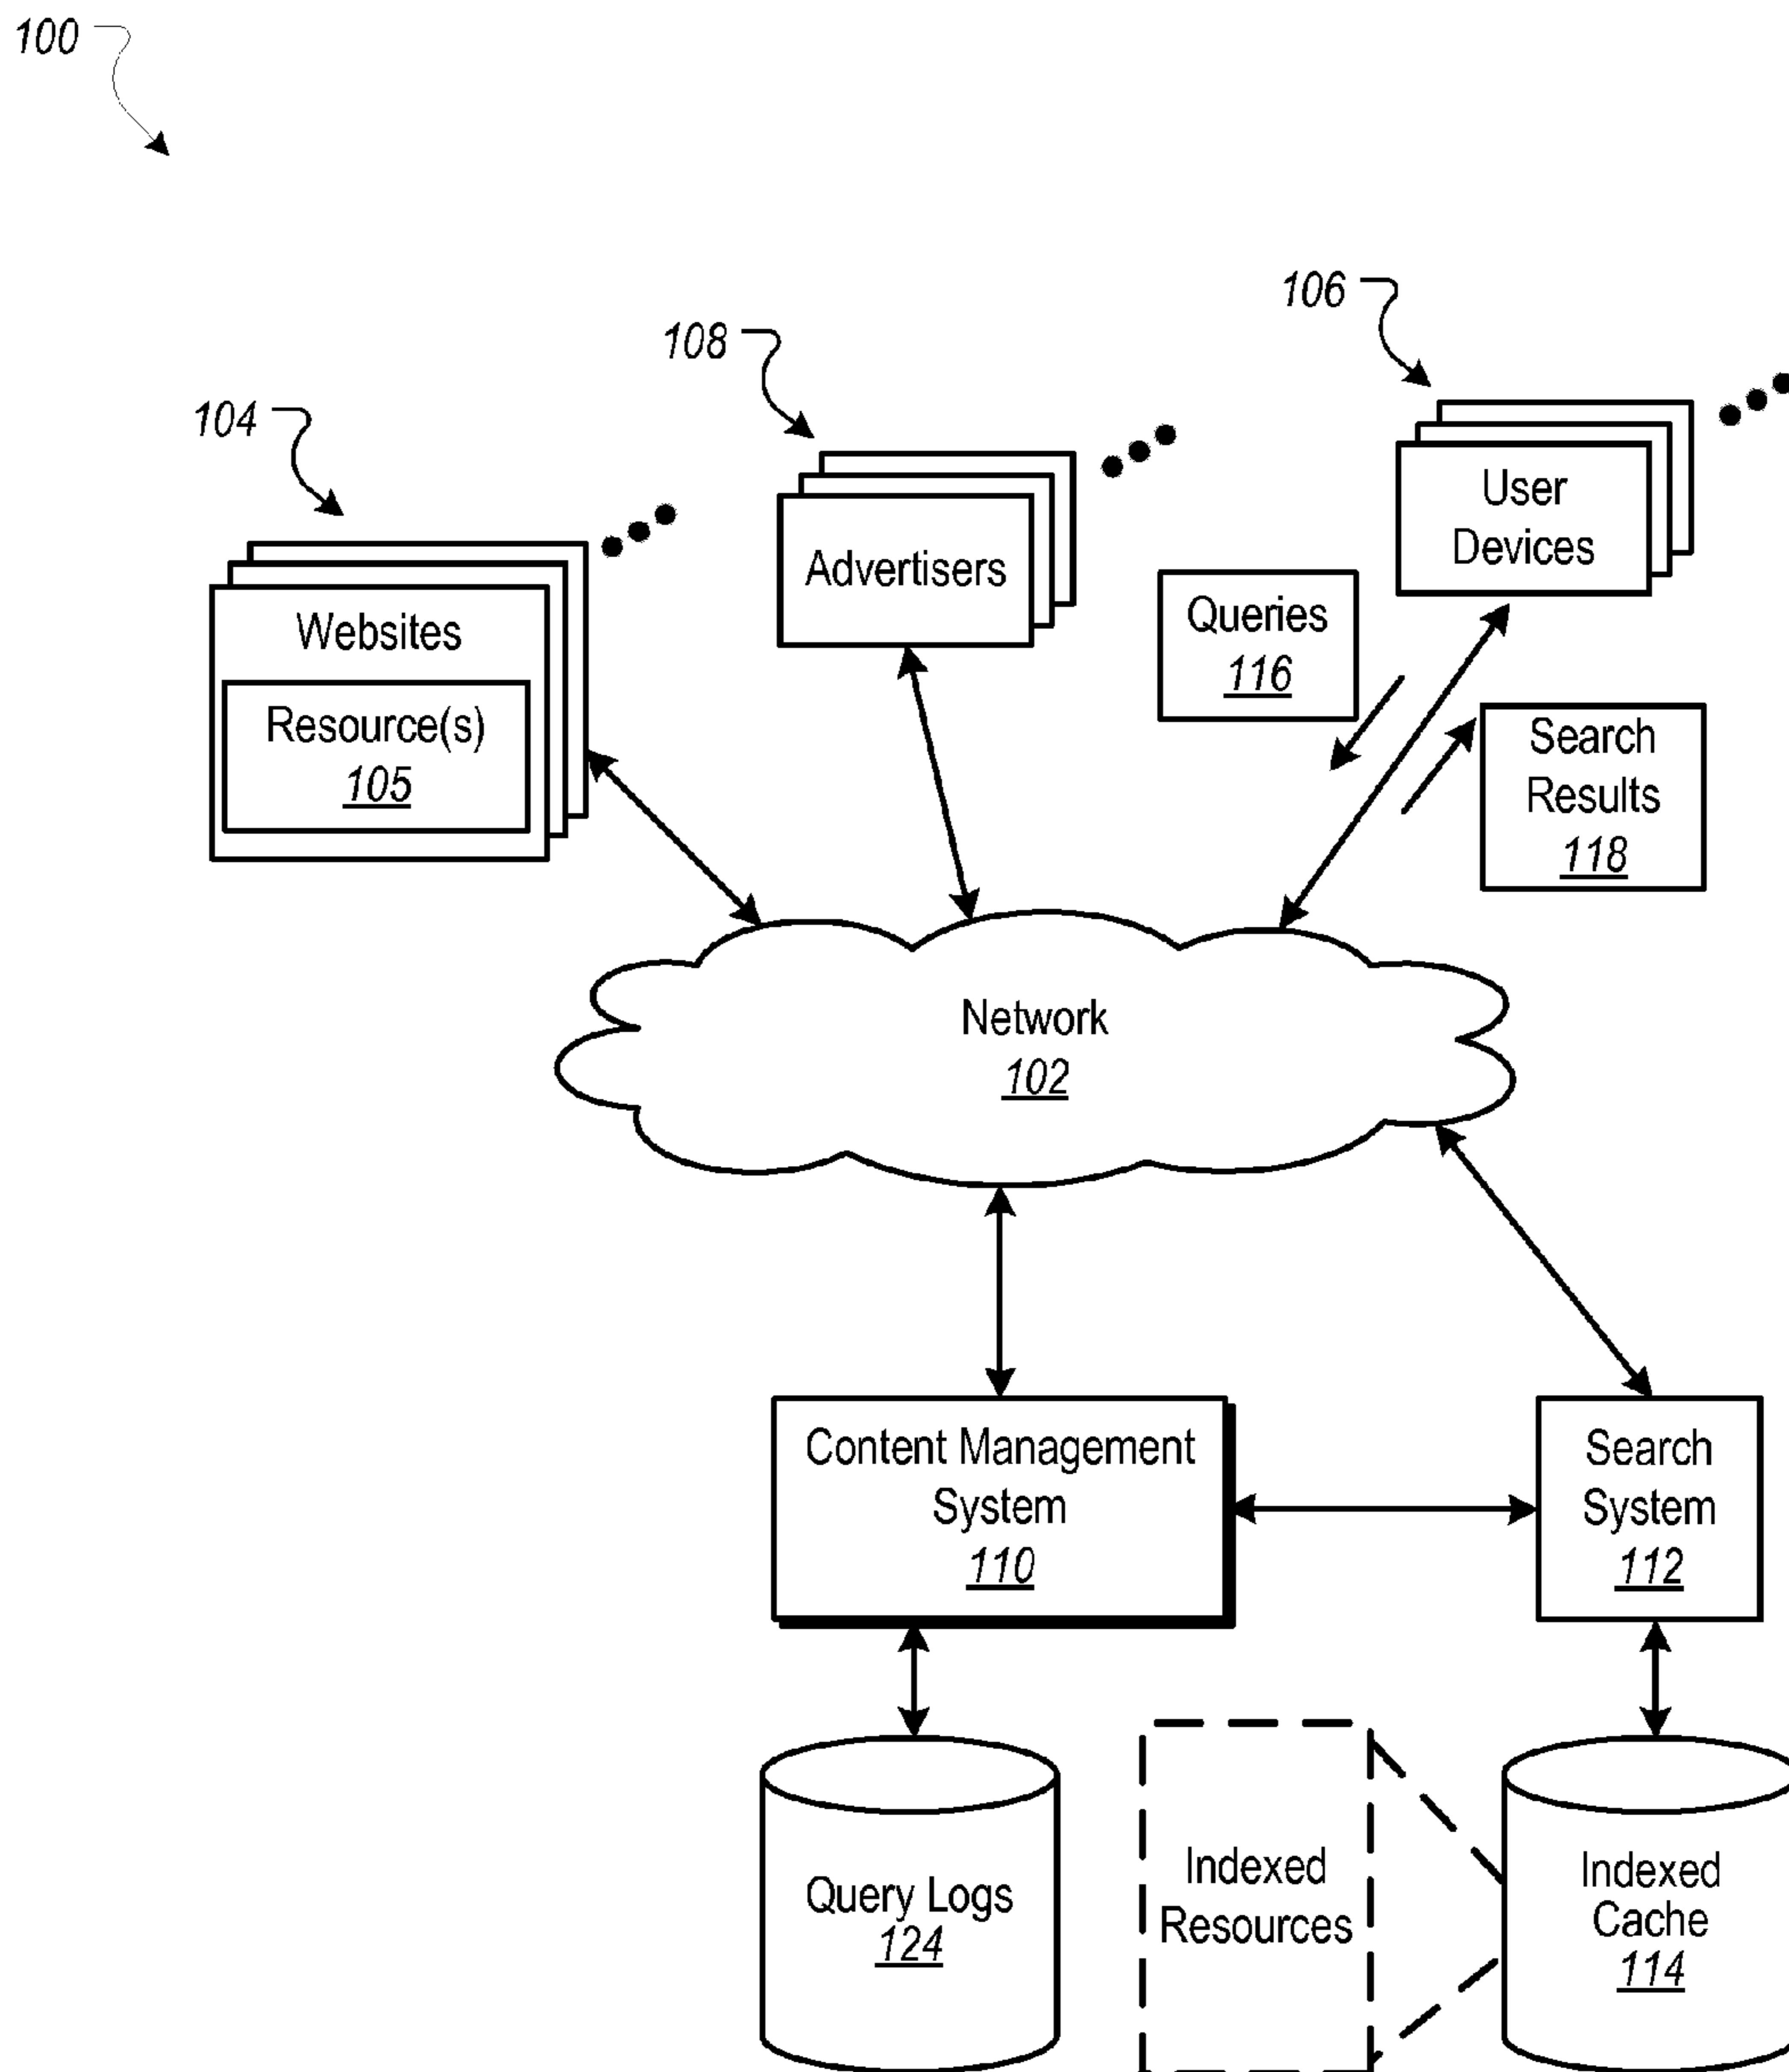 100
106
108
104
User
Devices
Advertisers
Queries
116
Websites
Resource(s)
105
Search
Results
118
Network
102
Content Management
System
110
Search
System
112
Query Logs
124
Indexed
Resources
Indexed
Cache
114